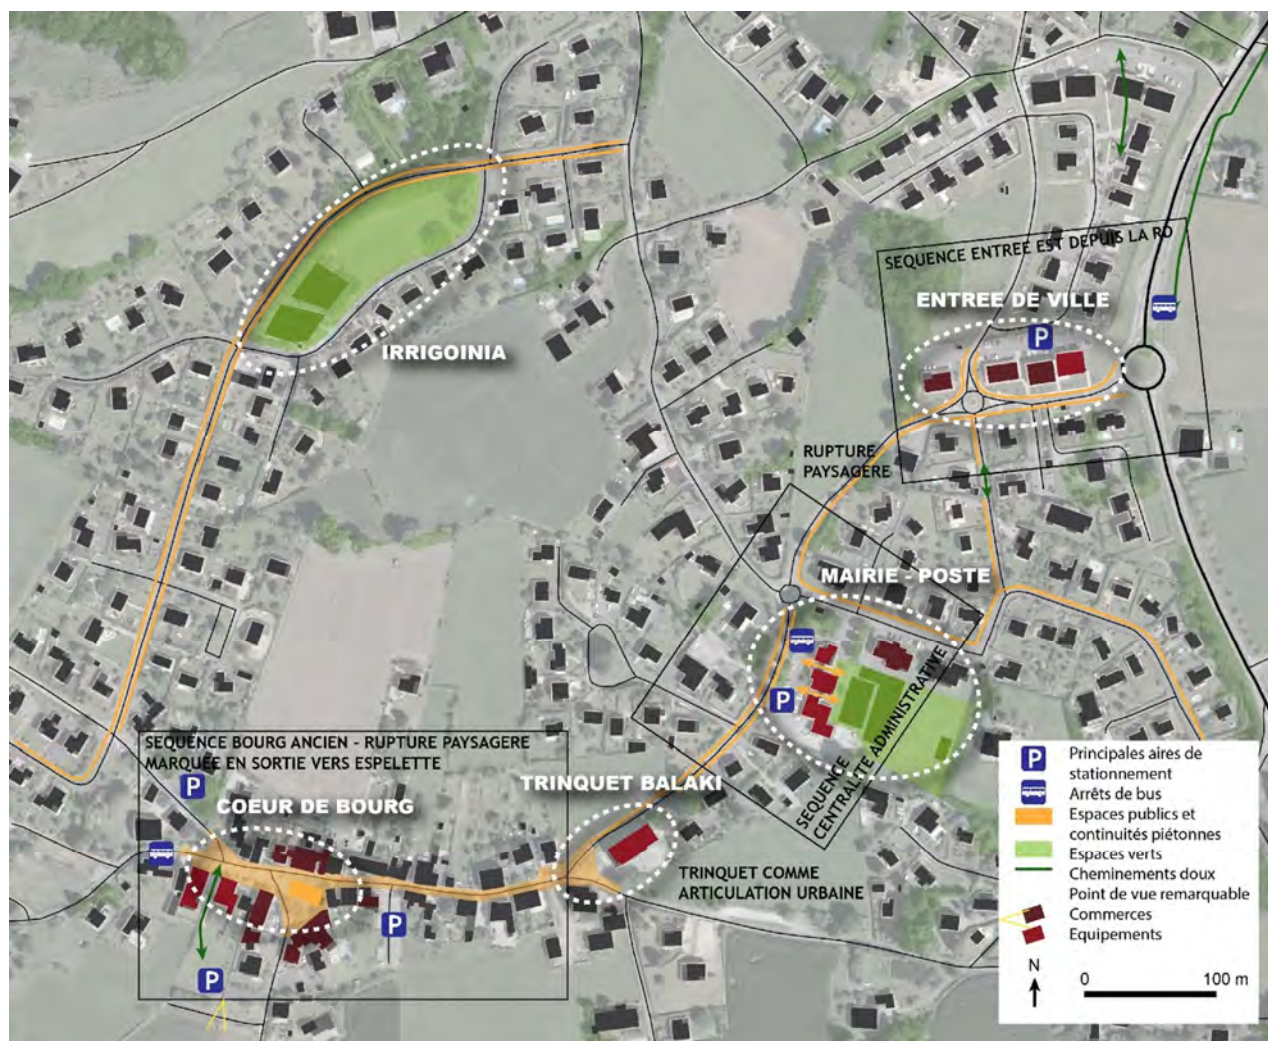 SEQUENCE ENTREE EST DEPUIS LA RD
ENTREE DE VILLE
P
IRRIGOINIA
RUPTURE
PAYSAGERE
MAIRIE - POSTE
P
SEQUENCE
CENTRALITE ADMINISTRATIVE
SEQUENCE BOURG ANCIEN - RUPTURE PAYSAGERE
MARQUÉE EN SORTIE VERS ESPELETTE
P
COEUR DE BOURG
TRINQUET BALAKI
TRINQUET COMME
ARTICULATION URBAINE
P
P
P
Principales aires de
stationnement
Arrêts de bus
Espaces publics et
continuités piétonnes
Espaces verts
Cheminements doux
Point de vue remarquable
Commerces
Equipements
N
0 100 m